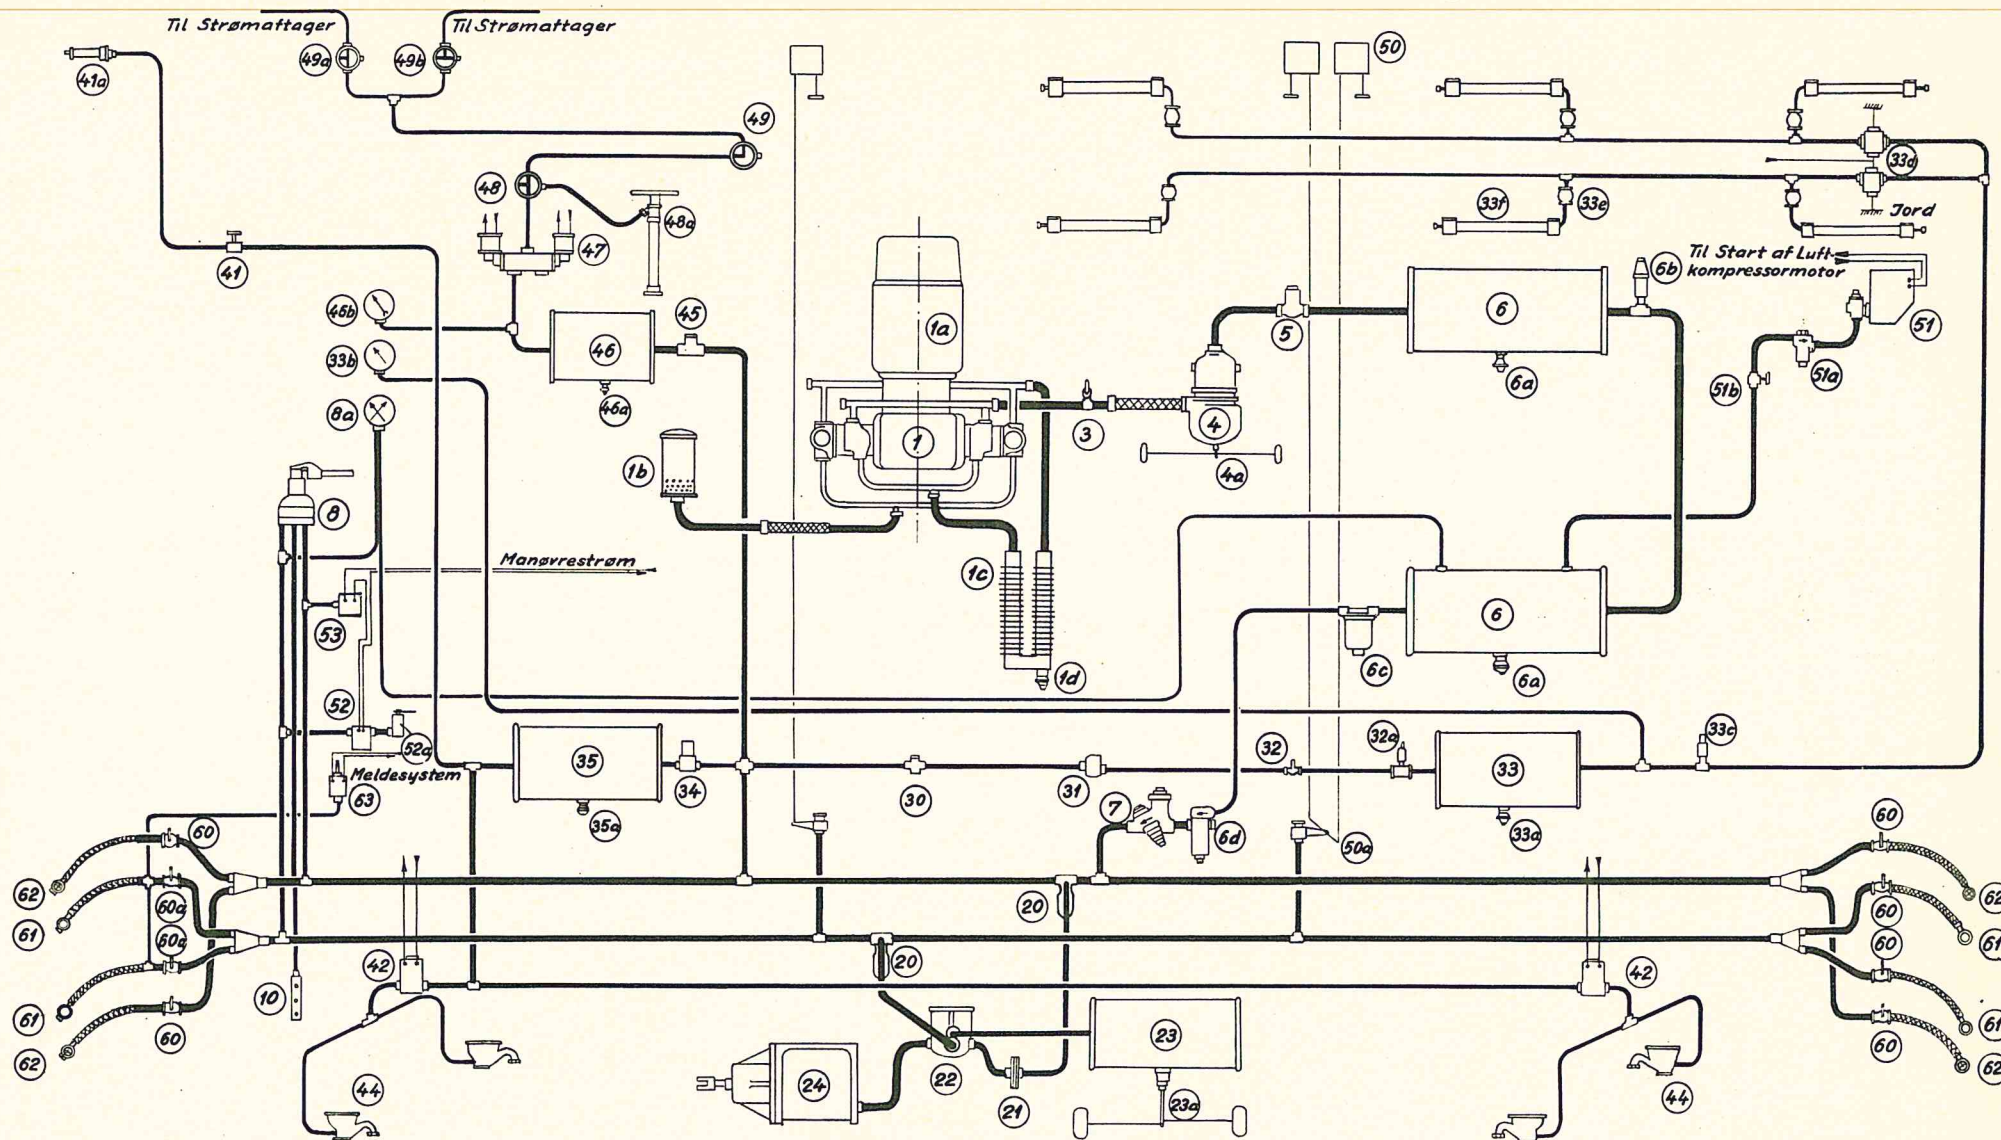 Til Strømaftager
Til Strømaftager
49a
49b
50
41a
49
48
33d
48a
33f
33e
Jord
41
47
Til Start af Luft-
kompressormotor
6b
46b
45
1a
5
6
51
33b
46
6a
51b
51a
8a
46a
3
4
1
1b
4a
8
Manøvrestrøm
1c
53
6
6c
6a
1d
52
52a
35
34
30
31
32
32a
33
33c
Meldesystem
63
35a
7
6d
50a
33a
60
60
62
60a
20
60
62
61
60a
60
61
42
20
42
10
61
60
23
60
61
62
24
22
21
23a
62
44
44